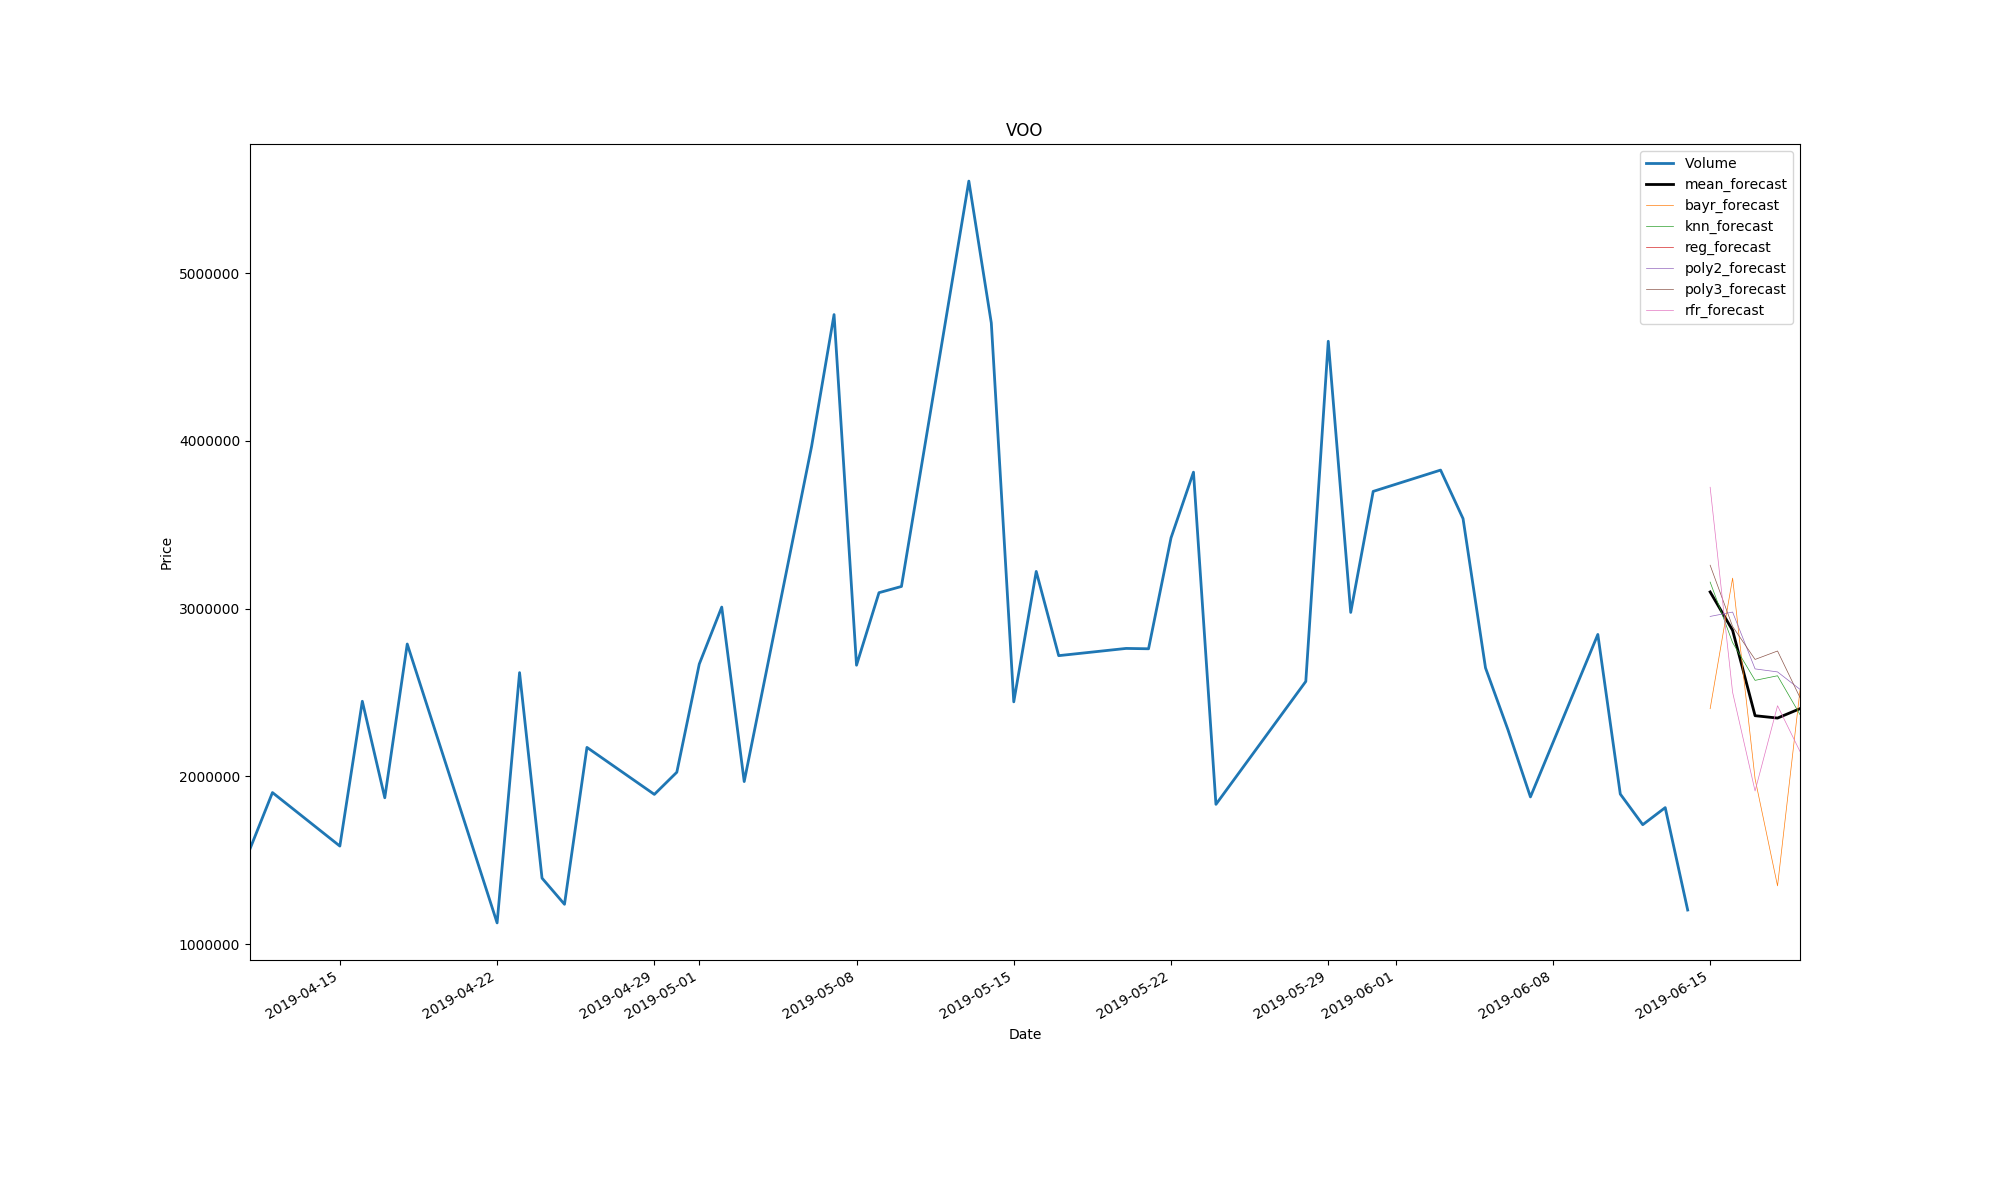 VOO
Volume
mean_forecast
bayr_forecast
knn_forecast
reg_forecast
poly2_forecast
poly3_forecast
rfr_forecast
5000000
4000000
3000000
2000000
1000000
Price
2019-04-15
2019-04-22
2019-04-29
2019-05-01
2019-05-08
2019-05-15
2019-05-22
2019-05-29
2019-06-01
2019-06-08
2019-06-15
Date